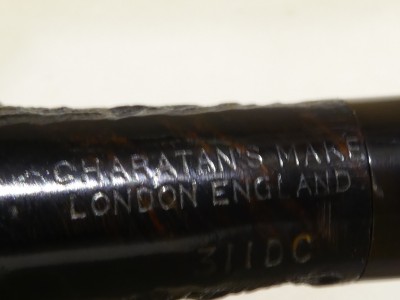 CHARATAN'S MAKE
LONDON ENGLAND
311DC